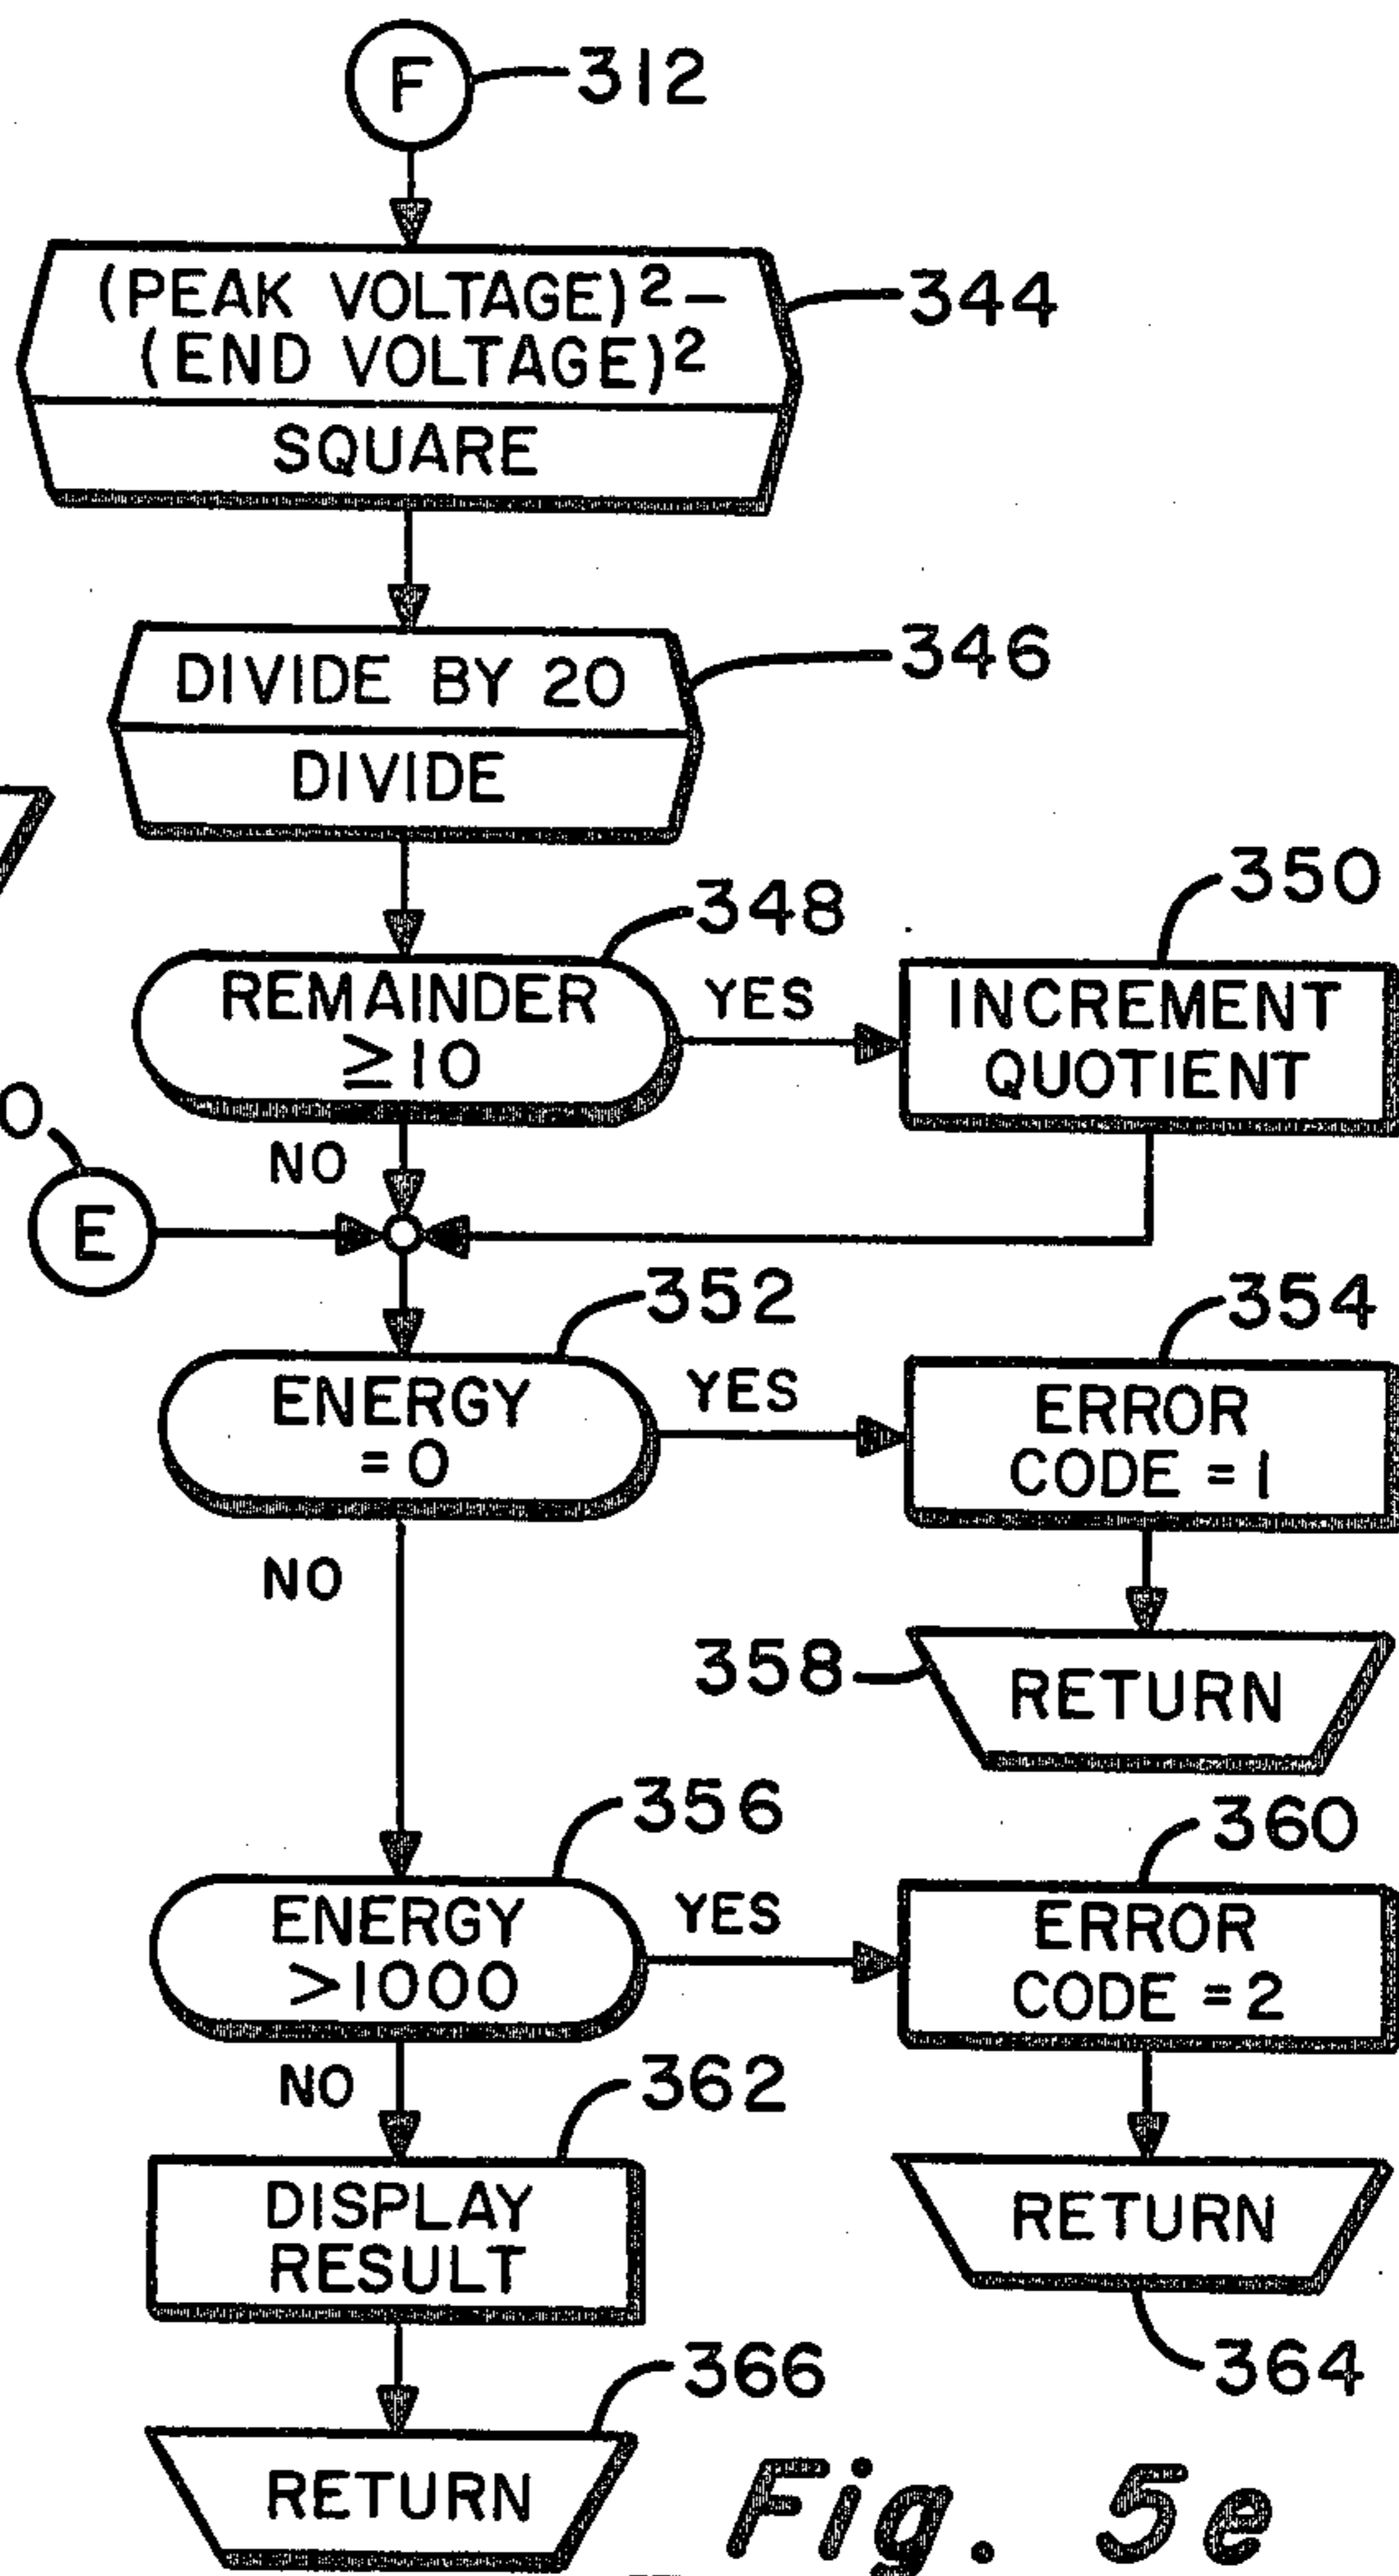 F 312
(PEAK VOLTAGE)² –
(END VOLTAGE)²
344
SQUARE
DIVIDE BY 20
346
DIVIDE
348
REMAINDER
≥10
YES
350
INCREMENT
QUOTIENT
NO
E
352
ENERGY
=0
YES
354
ERROR
CODE = 1
NO
358
RETURN
356
ENERGY
>1000
YES
360
ERROR
CODE = 2
NO
362
DISPLAY
RESULT
RETURN
364
366
RETURN
Fig. 5e